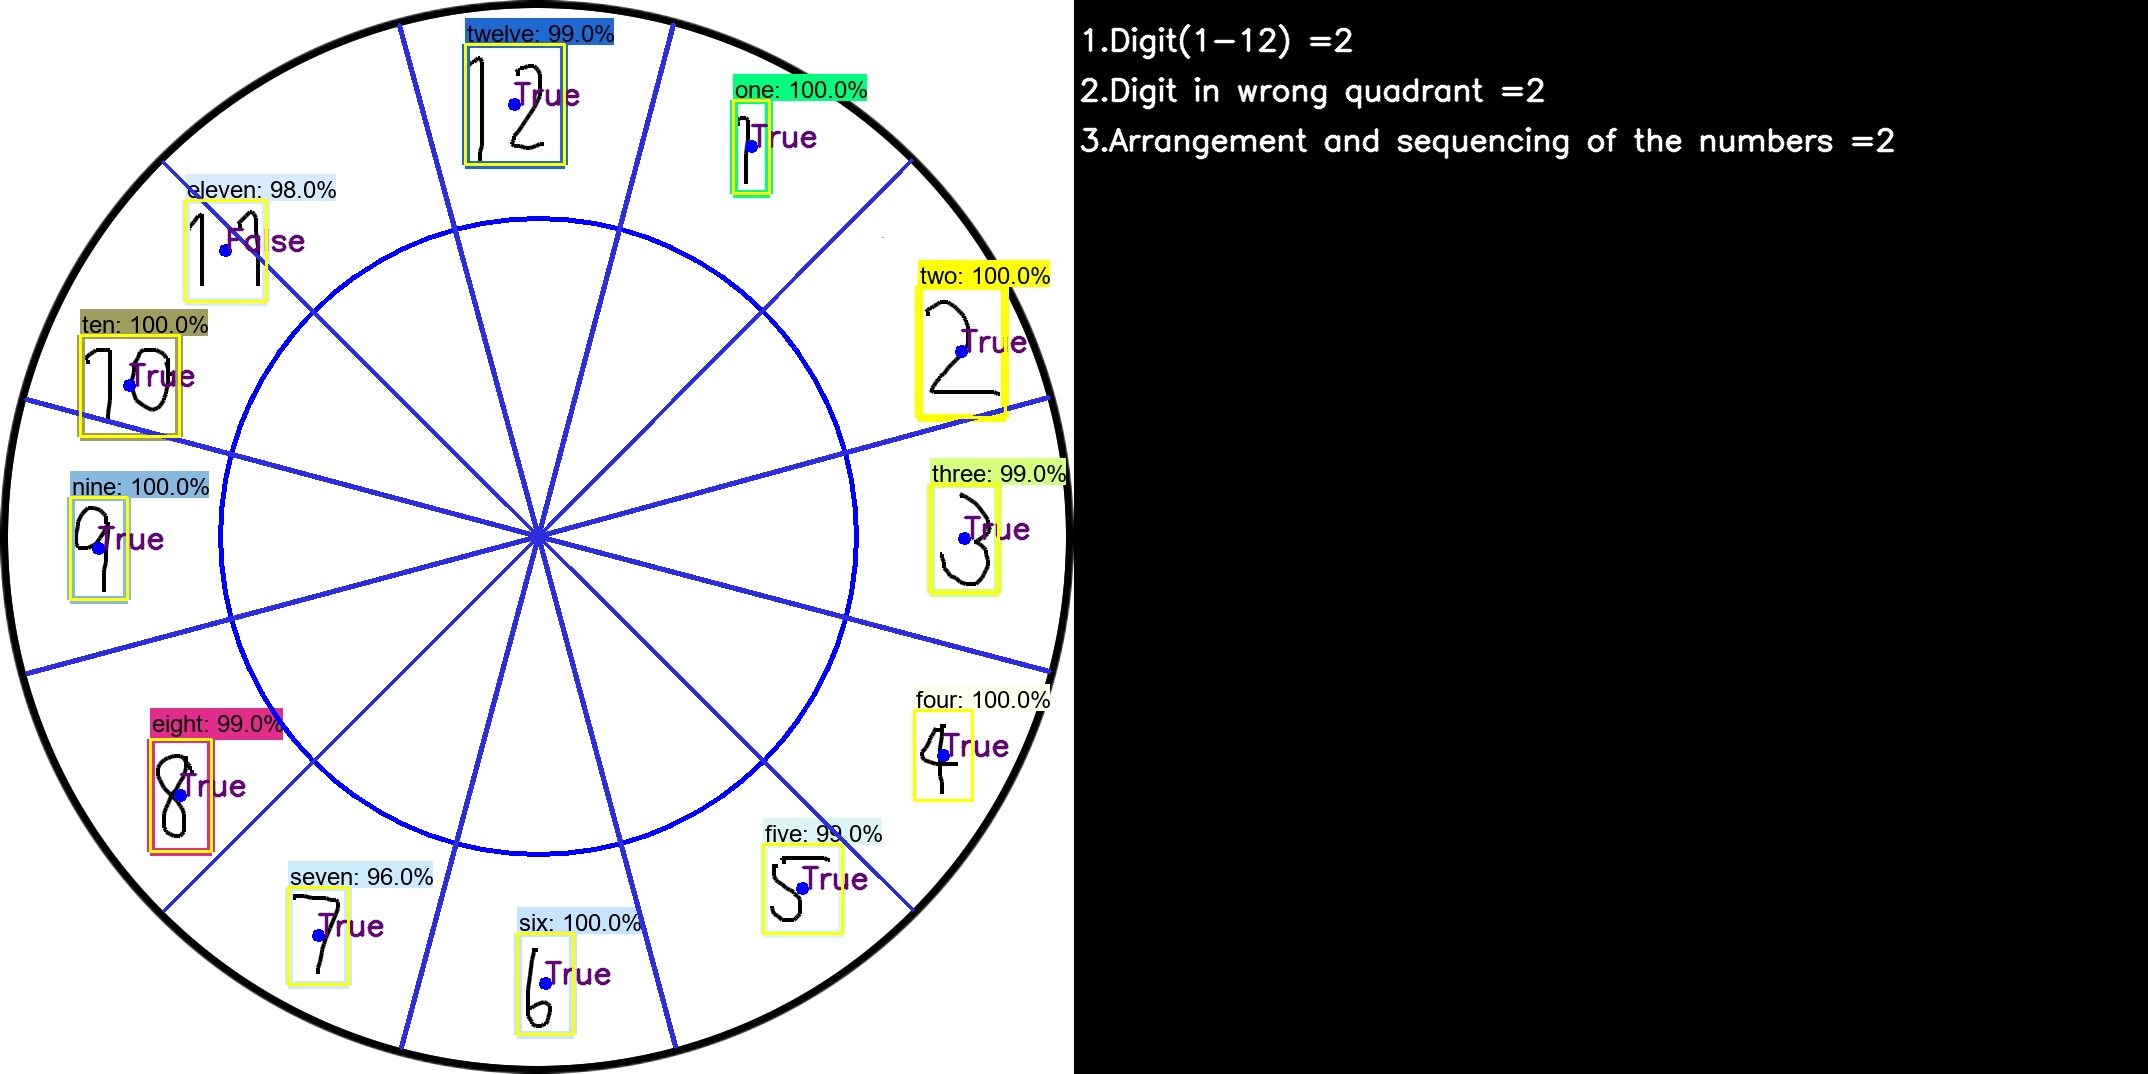 twelve: 99.0%
12
True
one: 100.0%
1
True
eleven: 98.0%
11
False
two: 100.0%
2
True
ten: 100.0%
10
True
three: 99.0%
3
True
nine: 100.0%
9
True
four: 100.0%
4
True
eight: 99.0%
8
True
five: 99.0%
5
True
seven: 96.0%
7
True
six: 100.0%
6
True
1.Digit(1-12) =2
2.Digit in wrong quadrant =2
3.Arrangement and sequencing of the numbers =2